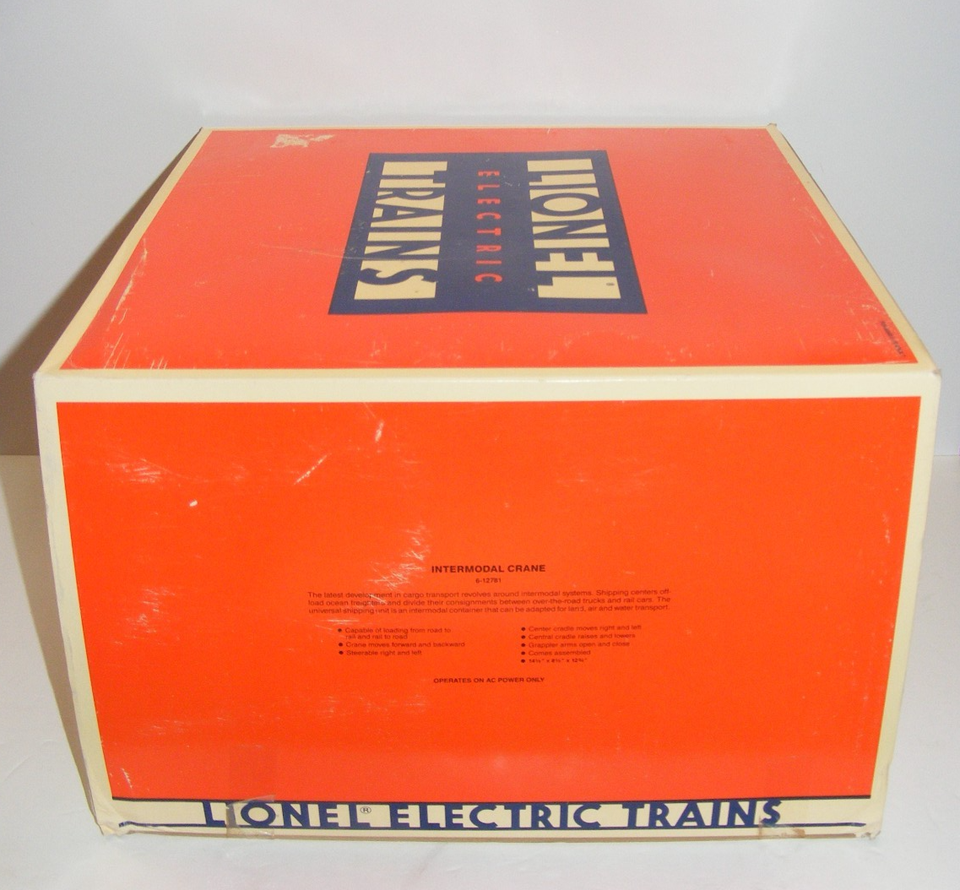 LIONEL
ELECTRIC
TRAINS
INTERMODAL CRANE
6-12781
The latest development in cargo transport revolves around intermodal systems. Shipping centers off-
load ocean freighters and divide their consignments between over-the-road trucks and rail cars. The
universal shipping unit is an intermodal container that can be adapted for land, air and water transport.
● Capable of loading from road to
rail and rail to road
● Crane moves forward and backward
● Steerable right and left
● Center cradle moves right and left
● Central cradle raises and lowers
● Grappler arms open and close
● Comes assembled
OPERATES ON AC POWER ONLY
LIONEL® ELECTRIC TRAINS